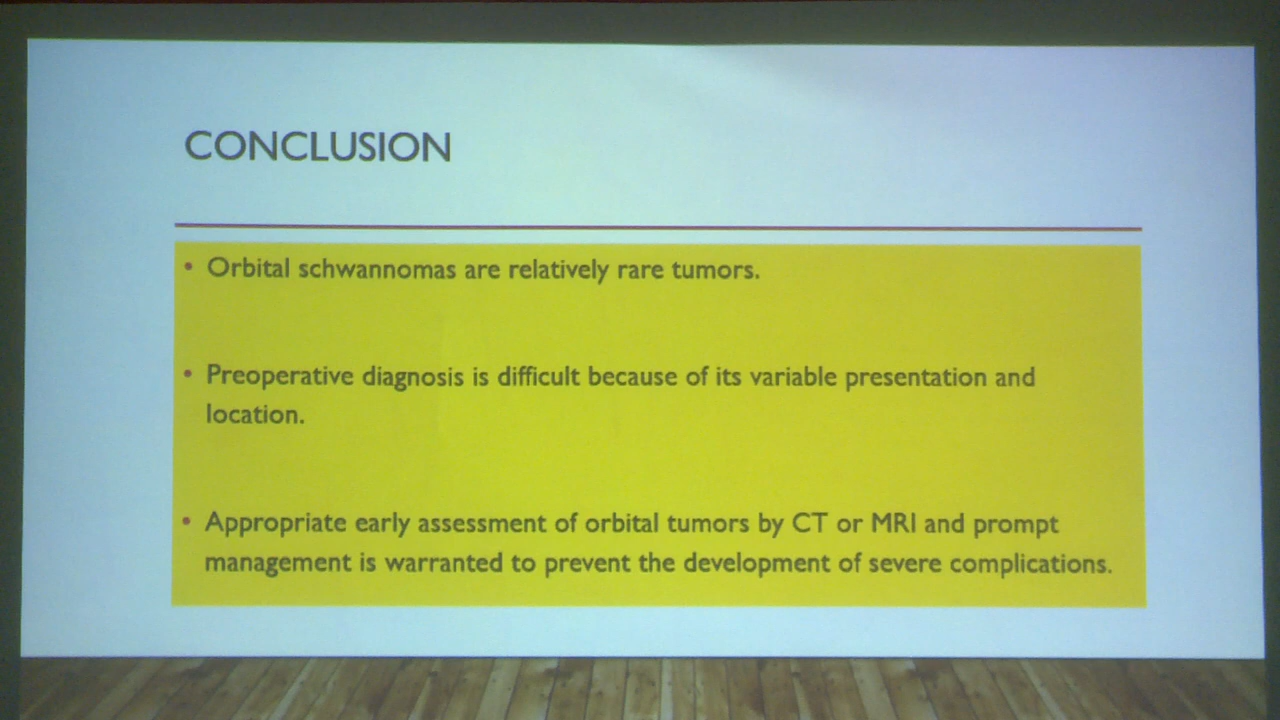 CONCLUSION
• Orbital schwannomas are relatively rare tumors.
• Preoperative diagnosis is difficult because of its variable presentation and
location.
• Appropriate early assessment of orbital tumors by CT or MRI and prompt
management is warranted to prevent the development of severe complications.